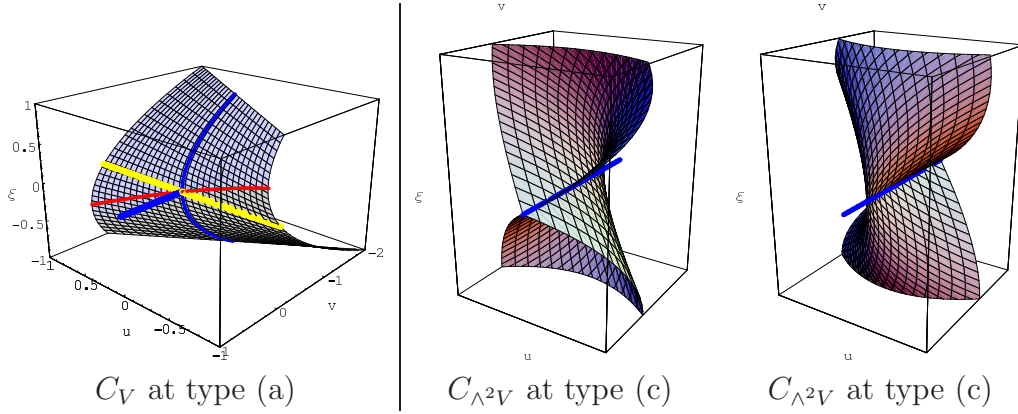 v
v
1
0.5
0
-0.5
-1
ξ
1
0.5
0
-0.5
-1
u
-2
-1
0
1
v
ξ
u
ξ
u
C_V at type (a)
C_{∧²V} at type (c)
C_{∧²V} at type (c)